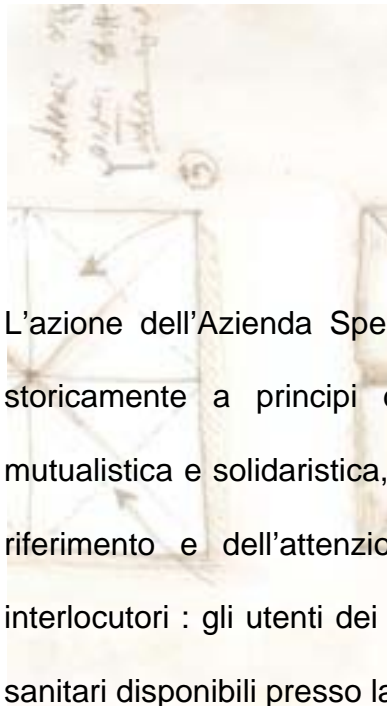 5
L'azione dell'Azienda Spe
storicamente a principi
mutualistica e solidaristica,
riferimento e dell'attenzio
interlocutori : gli utenti dei
sanitari disponibili presso la